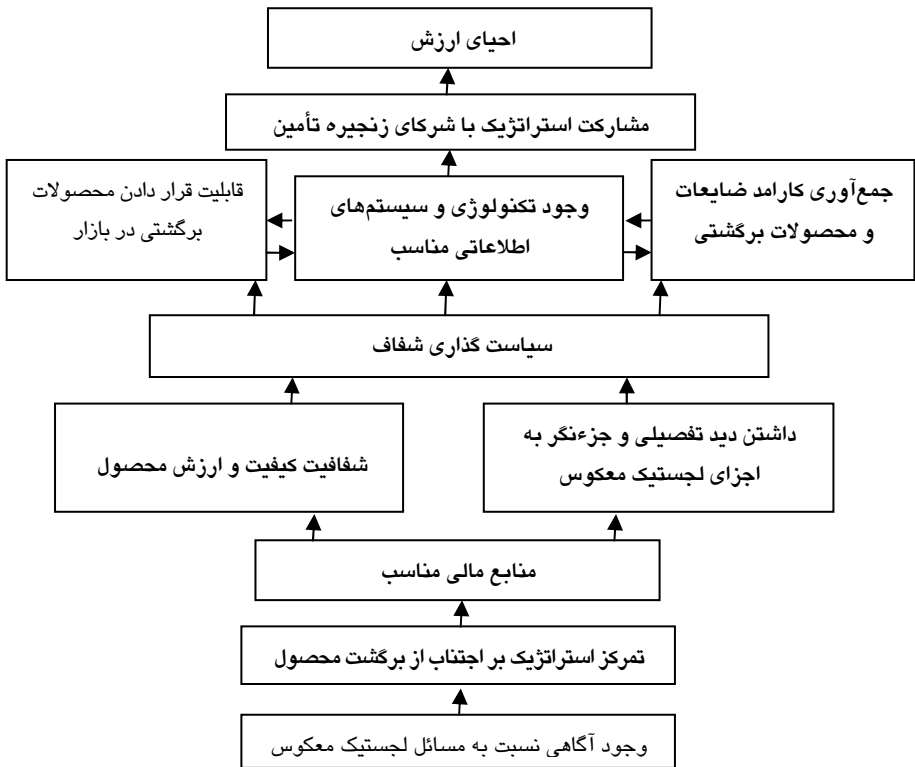 احیای ارزش
مشارکت استراتژیک با شرکای زنجیره تأمین
جمع‌آوری کارامد ضایعات
و محصولات برگشتی
وجود تکنولوژی و سیستم‌های
اطلاعاتی مناسب
قابلیت قرار دادن محصولات
برگشتی در بازار
سیاست گذاری شفاف
داشتن دید تفصیلی و جزءنگر به
اجزای لجستیک معکوس
شفافیت کیفیت و ارزش محصول
منابع مالی مناسب
تمرکز استراتژیک بر اجتناب از برگشت محصول
وجود آگاهی نسبت به مسائل لجستیک معکوس